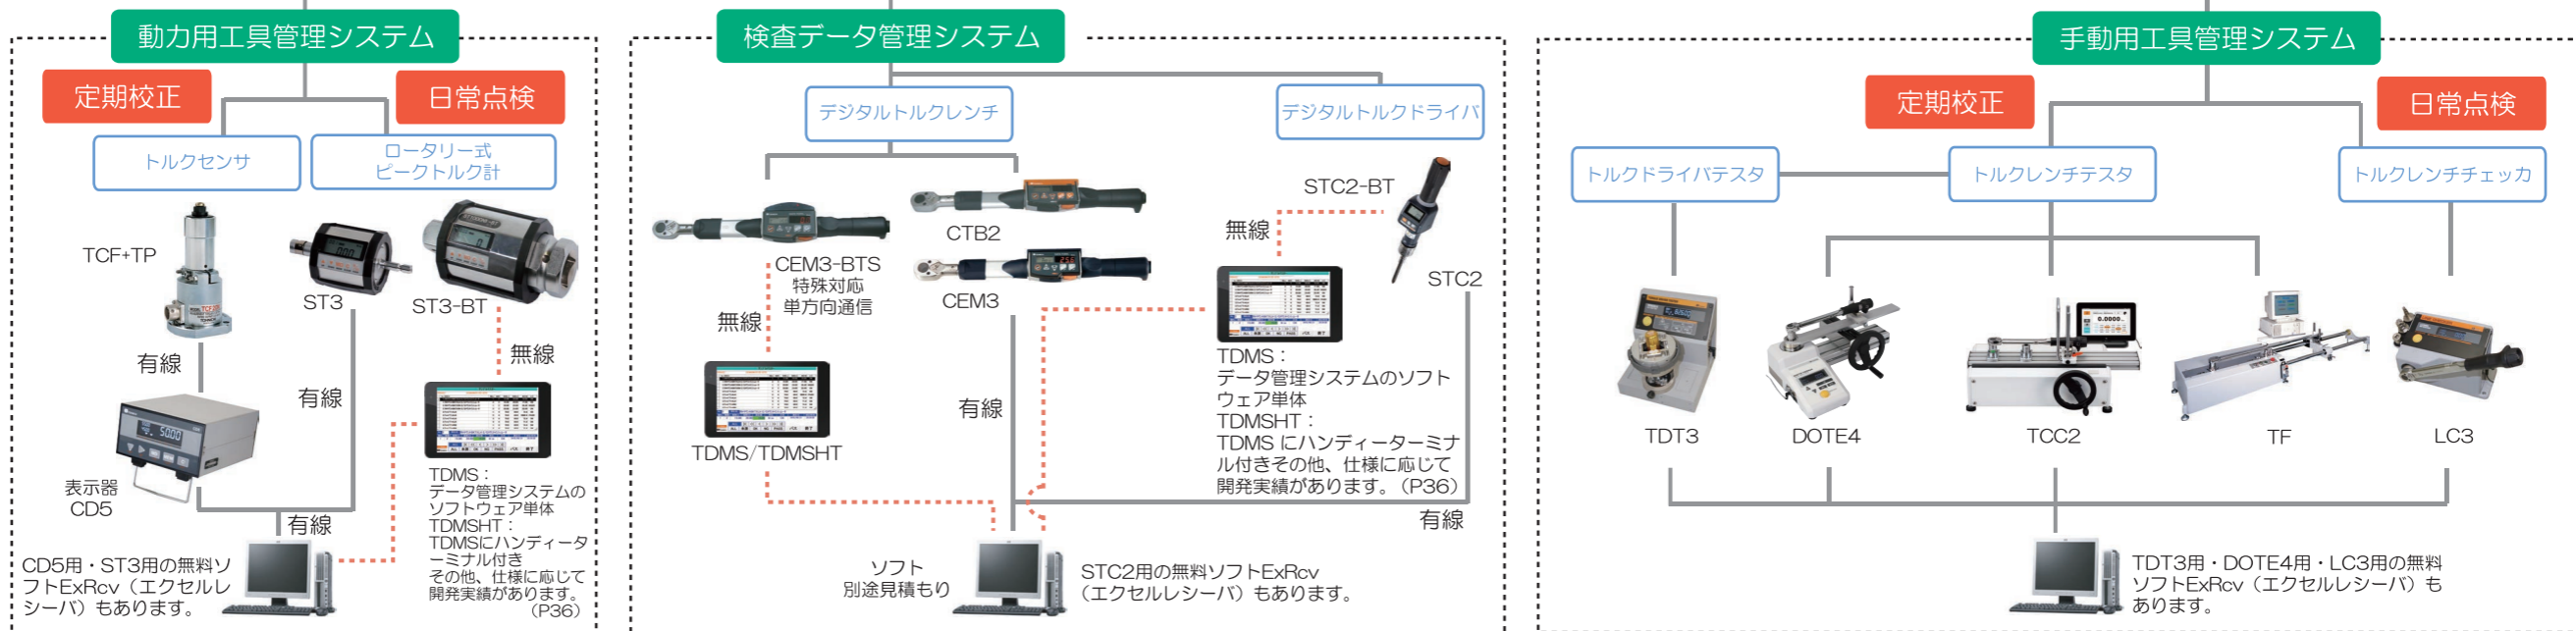 動力用工具管理システム
定期校正
日常点検
トルクセンサ
ロータリー式
ピークトルク計
TCF+TP
ST3
ST3-BT
有線
有線
無線
表示器
CD5
有線
TDMS：
データ管理システムの
ソフトウェア単体
TDMSHT：
TDMSにハンディータ
ーミナル付き
その他、仕様に応じて
開発実績があります。
（P36）
CD5用・ST3用の無料ソ
フトExRcv（エクセルレ
シーバ）もあります。
検査データ管理システム
デジタルトルクレンチ
デジタルトルクドライバ
CEM3-BTS
特殊対応
単方向通信
CTB2
CEM3
STC2-BT
無線
STC2
無線
TDMS/TDMSHT
有線
TDMS：
データ管理システムのソフト
ウェア単体
TDMSHT：
TDMS にハンディーターミナ
ル付きその他、仕様に応じて
開発実績があります。（P36）
有線
ソフト
別途見積もり
STC2用の無料ソフトExRcv
（エクセルレシーバ）もあります。
手動用工具管理システム
定期校正
日常点検
トルクドライバテスタ
トルクレンチテスタ
トルクレンチチェッカ
TDT3
DOTE4
TCC2
TF
LC3
TDT3用・DOTE4用・LC3用の無料
ソフトExRcv（エクセルレシーバ）も
あります。